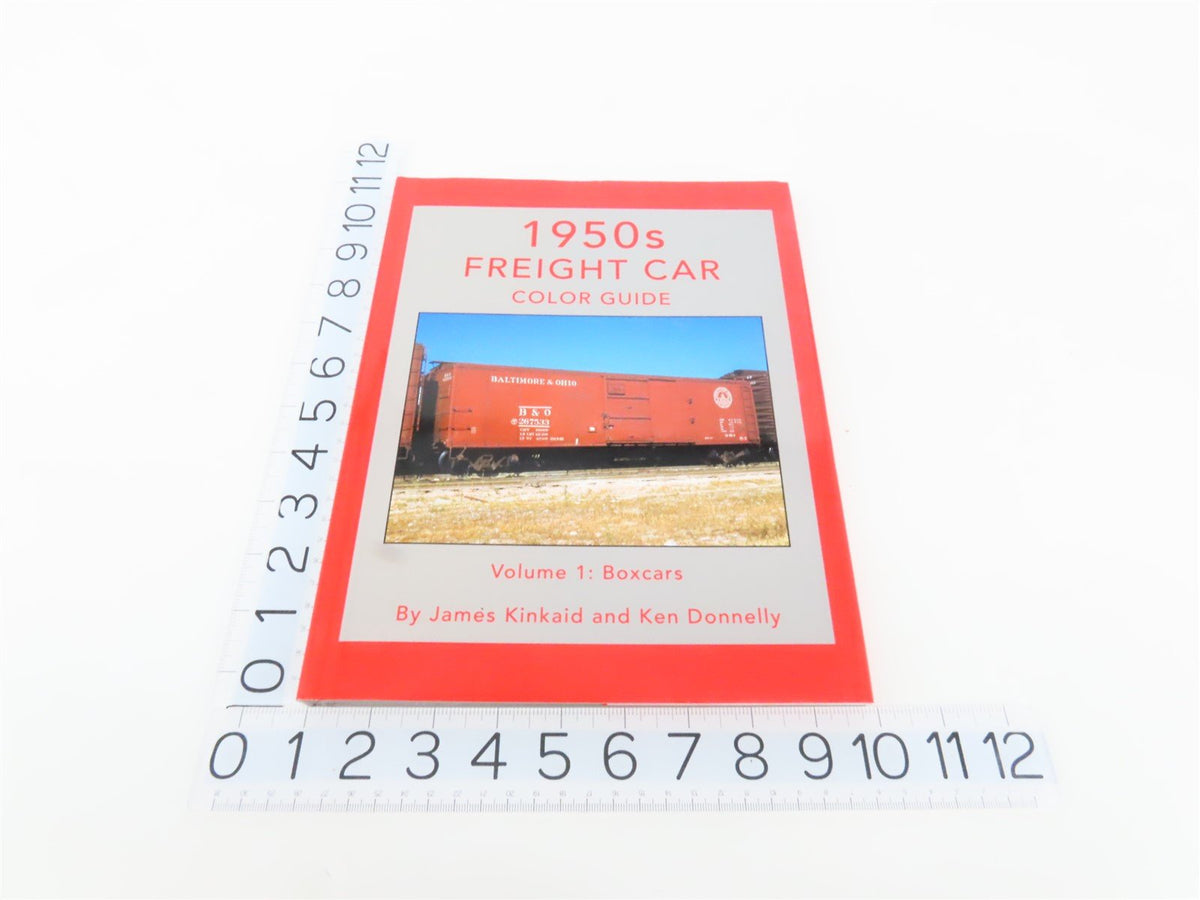 1950s
FREIGHT CAR
COLOR GUIDE
BALTIMORE & OHIO
B & O
267533
Volume 1: Boxcars
By James Kinkaid and Ken Donnelly
12
11
10
9
8
7
6
5
4
3
2
1
0
0 1 2 3 4 5 6 7 8 9 10 11 12